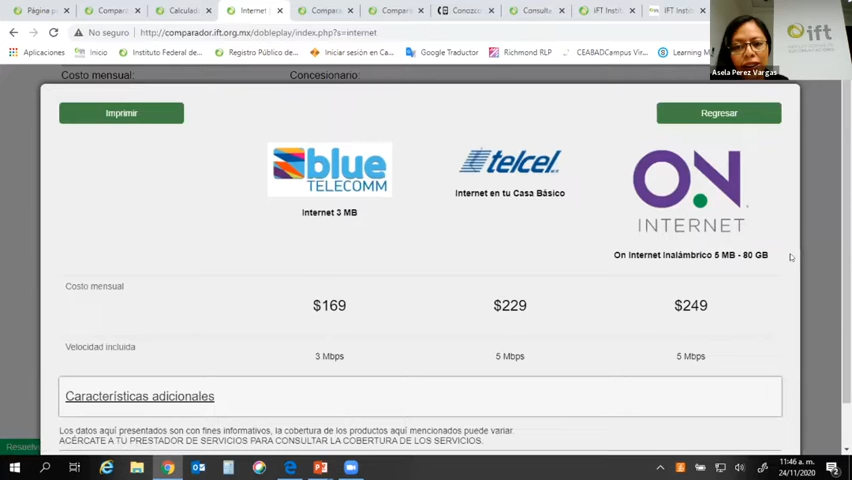 Página p
Compara
Calculad
Internet
Compara
Compara
Conozco
Consulta
IFT Instit
IFT Instit
No seguro
comparador.ift.org.mx/dobleplay/index.php?s=internet
Aplicaciones
Inicio
Instituto Federal de...
Registro Público de...
Iniciar sesión en Ca...
Google Traductor
Richmond RLP
CEABADCampus Vir...
Learning M
Asela Perez Vargas
ift
Costo mensual:
Concesionario:
Imprimir
Regresar
blue
TELECOMM
telcel
ON
INTERNET
Internet 3 MB
Internet en tu Casa Básico
On Internet Inalámbrico 5 MB - 80 GB
Costo mensual
$169
$229
$249
Velocidad incluida
3 Mbps
5 Mbps
5 Mbps
Características adicionales
Los datos aquí presentados son con fines informativos, la cobertura de los productos aquí mencionados puede variar.
ACÉRCATE A TU PRESTADOR DE SERVICIOS PARA CONSULTAR LA COBERTURA DE LOS SERVICIOS.
11:46 a. m.
24/11/2020
2